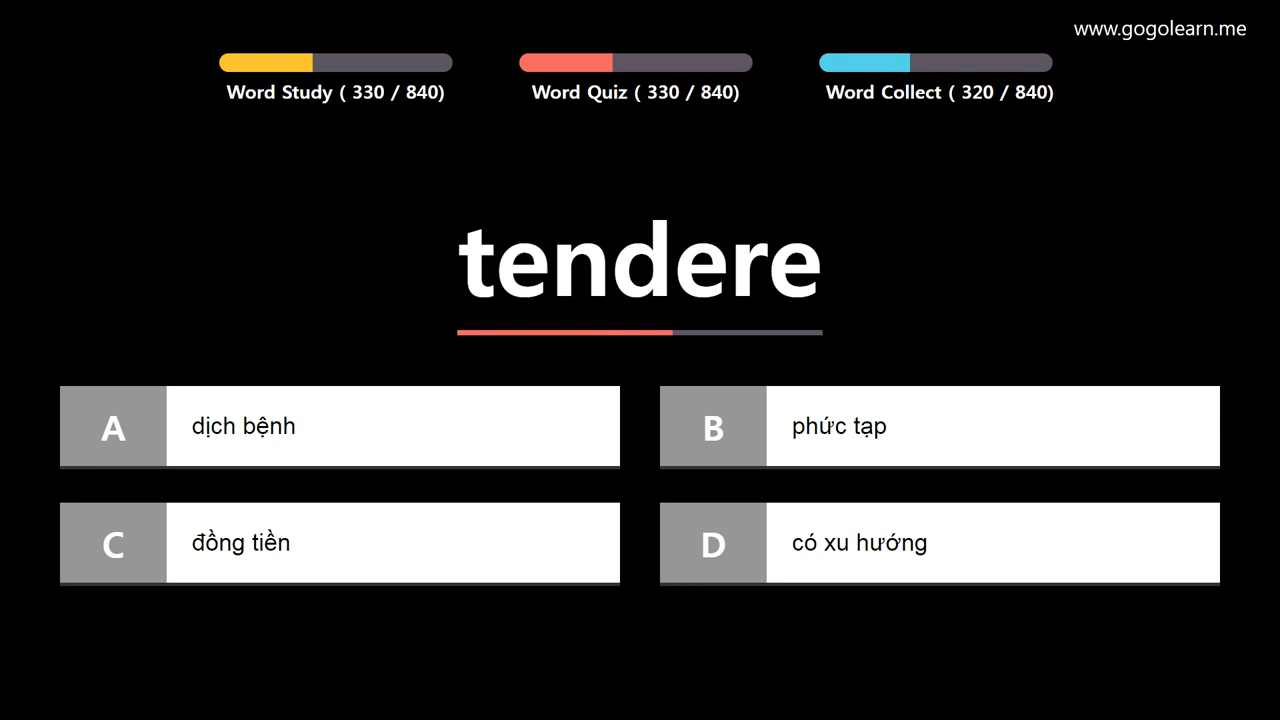 www.gogolearn.me
Word Study ( 330 / 840)
Word Quiz ( 330 / 840)
Word Collect ( 320 / 840)
tendere
A dịch bệnh
B phức tạp
C đồng tiền
D có xu hướng